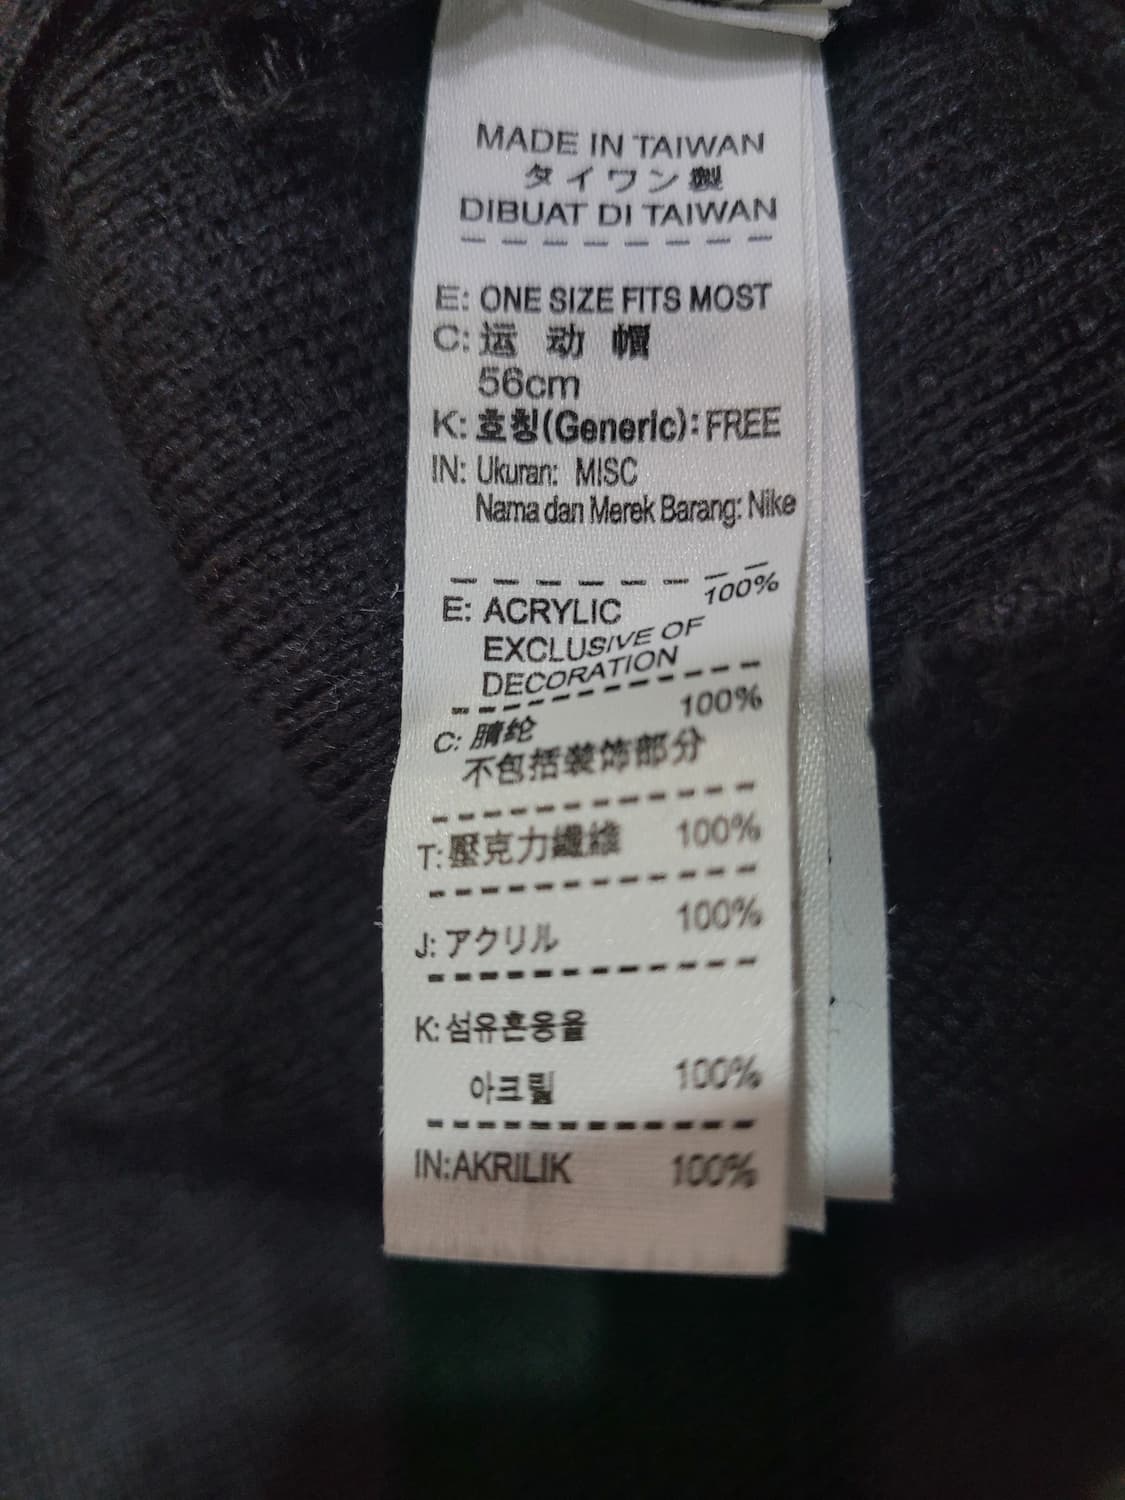 MADE IN TAIWAN
タイワン製
DIBUAT DI TAIWAN
E: ONE SIZE FITS MOST
C: 运 动 帽
56cm
K: 호칭(Generic): FREE
IN: Ukuran: MISC
Nama dan Merek Barang: Nike
E: ACRYLIC 100%
EXCLUSIVE OF
DECORATION
C: 腈纶 100%
不包括装饰部分
T: 壓克力纖維 100%
J: アクリル 100%
K: 섬유혼용율
아크릴 100%
IN:AKRILIK 100%